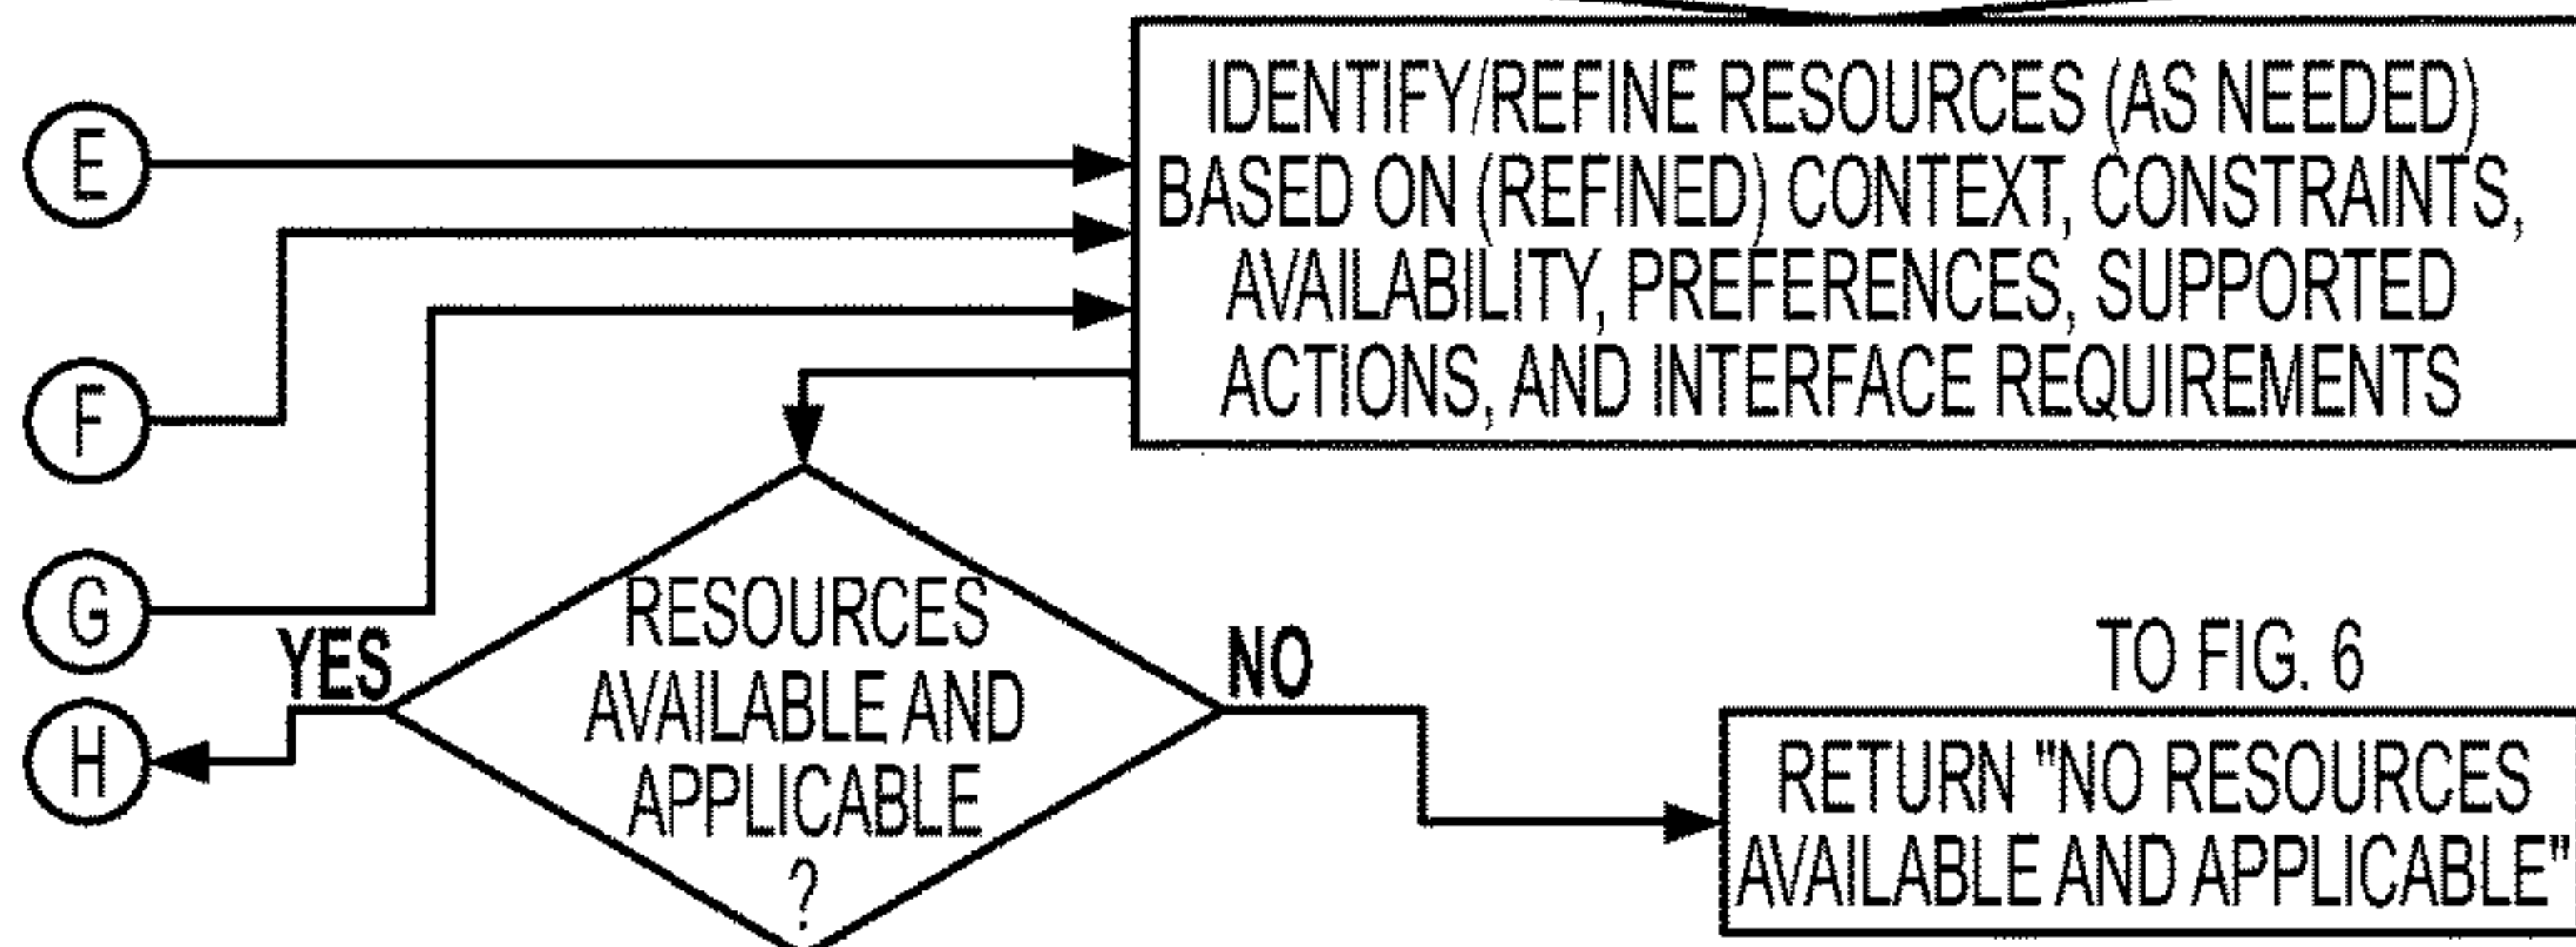 E
IDENTIFY/REFINE RESOURCES (AS NEEDED)
BASED ON (REFINED) CONTEXT, CONSTRAINTS,
AVAILABILITY, PREFERENCES, SUPPORTED
ACTIONS, AND INTERFACE REQUIREMENTS
F
G
YES
H
RESOURCES
AVAILABLE AND
APPLICABLE
?
NO
TO FIG. 6
RETURN "NO RESOURCES
AVAILABLE AND APPLICABLE"